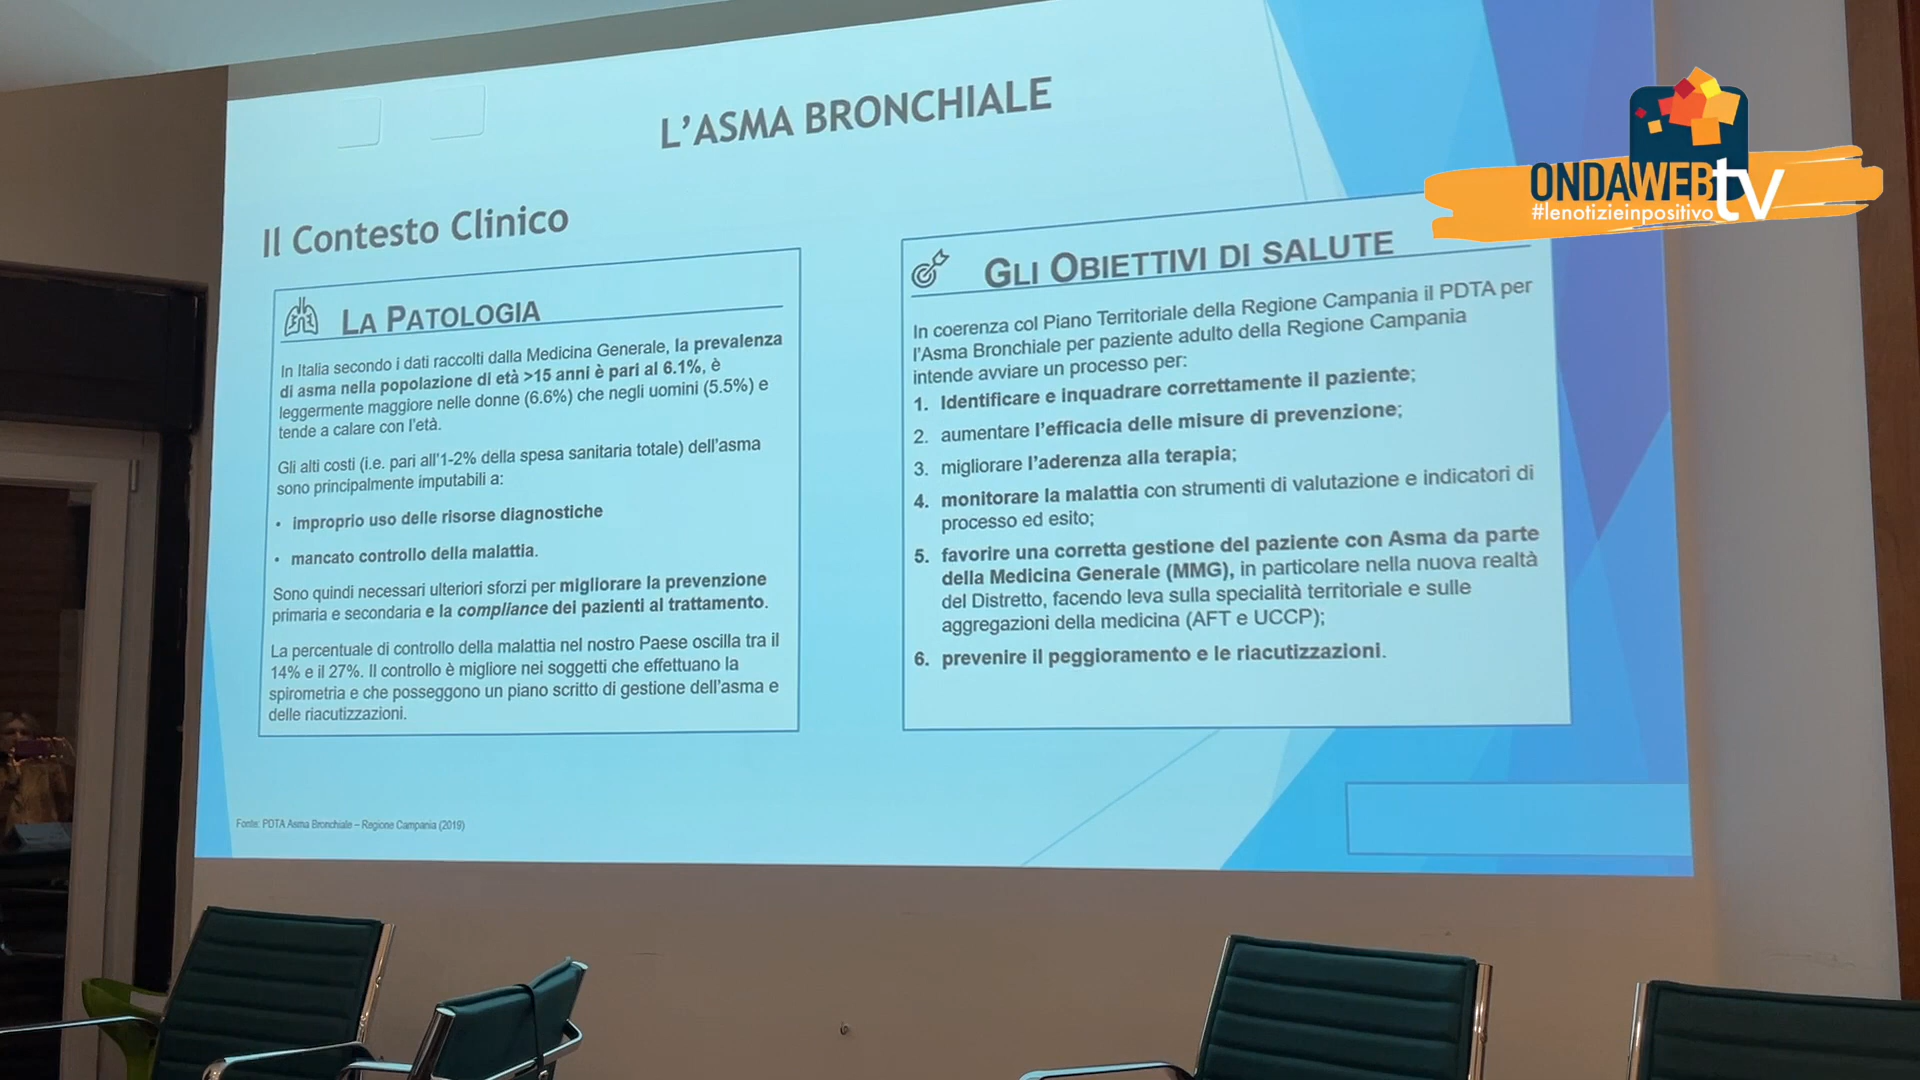 L'ASMA BRONCHIALE
Il Contesto Clinico
LA PATOLOGIA
In Italia secondo i dati raccolti dalla Medicina Generale, la prevalenza
di asma nella popolazione di età >15 anni è pari al 6.1%, è
leggermente maggiore nelle donne (6.6%) che negli uomini (5.5%) e
tende a calare con l'età.
Gli alti costi (i.e. pari all'1-2% della spesa sanitaria totale) dell'asma
sono principalmente imputabili a:
• improprio uso delle risorse diagnostiche
• mancato controllo della malattia.
Sono quindi necessari ulteriori sforzi per migliorare la prevenzione
primaria e secondaria e la compliance dei pazienti al trattamento.
La percentuale di controllo della malattia nel nostro Paese oscilla tra il
14% e il 27%. Il controllo è migliore nei soggetti che effettuano la
spirometria e che posseggono un piano scritto di gestione dell'asma e
delle riacutizzazioni.
GLI OBIETTIVI DI SALUTE
In coerenza col Piano Territoriale della Regione Campania il PDTA per
l'Asma Bronchiale per paziente adulto della Regione Campania
intende avviare un processo per:
1. Identificare e inquadrare correttamente il paziente;
2. aumentare l'efficacia delle misure di prevenzione;
3. migliorare l'aderenza alla terapia;
4. monitorare la malattia con strumenti di valutazione e indicatori di
processo ed esito;
5. favorire una corretta gestione del paziente con Asma da parte
della Medicina Generale (MMG), in particolare nella nuova realtà
del Distretto, facendo leva sulla specialità territoriale e sulle
aggregazioni della medicina (AFT e UCCP);
6. prevenire il peggioramento e le riacutizzazioni.
Fonte: PDTA Asma Bronchiale – Regione Campania (2019)
ONDAWEBtv
#lenotizieinpositivo